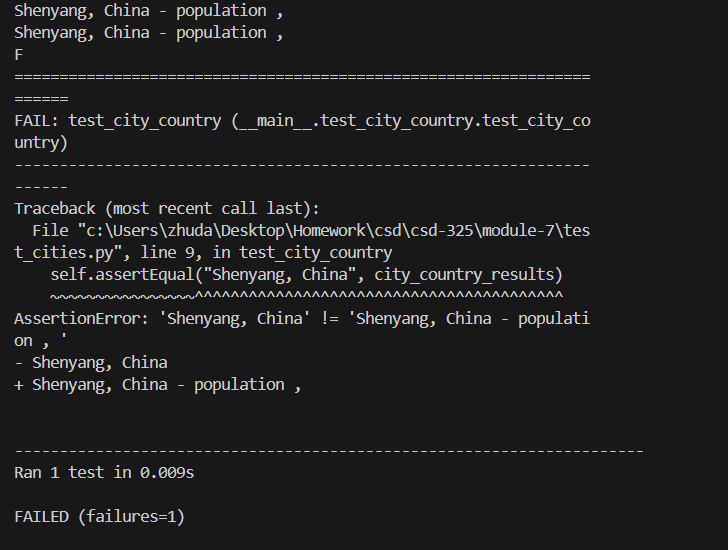 Shenyang, China - population ,
Shenyang, China - population ,
F
================================================================
======
FAIL: test_city_country (__main__.test_city_country.test_city_co
untry)
----------------------------------------------------------------
------
Traceback (most recent call last):
  File "c:\Users\zhuda\Desktop\Homework\csd\csd-325\module-7\tes
t_cities.py", line 9, in test_city_country
    self.assertEqual("Shenyang, China", city_country_results)
    ~~~~~~~~~~~~~~~~^^^^^^^^^^^^^^^^^^^^^^^^^^^^^^^^^^^^^^^^^
AssertionError: 'Shenyang, China' != 'Shenyang, China - populati
on , '
- Shenyang, China
+ Shenyang, China - population ,
----------------------------------------------------------------------
Ran 1 test in 0.009s
FAILED (failures=1)